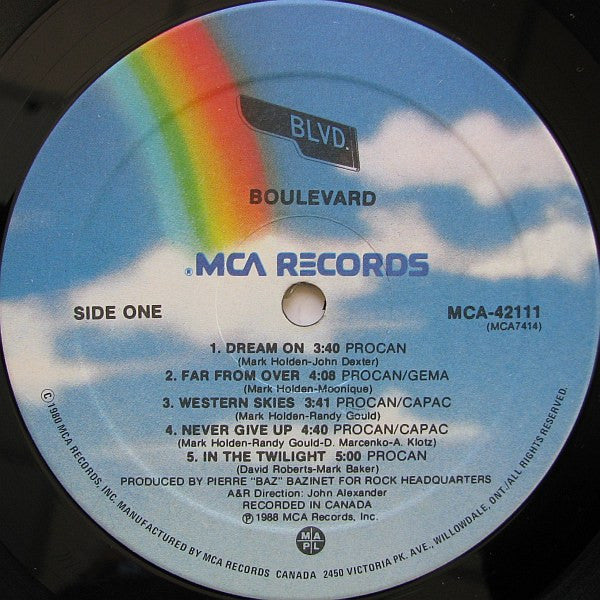 BLVD.
BOULEVARD
® MCA RECORDS
SIDE ONE
MCA-42111
(MCA7414)
1. DREAM ON 3:40 PROCAN
(Mark Holden-John Dexter)
2. FAR FROM OVER 4:08 PROCAN/GEMA
(Mark Holden-Moonique)
3. WESTERN SKIES 3:41 PROCAN/CAPAC
(Mark Holden-Randy Gould)
4. NEVER GIVE UP 4:40 PROCAN/CAPAC
(Mark Holden-Randy Gould-D. Marcenko-A. Klotz)
5. IN THE TWILIGHT 5:00 PROCAN
(David Roberts-Mark Baker)
PRODUCED BY PIERRE "BAZ" BAZINET FOR ROCK HEADQUARTERS
A&R Direction: John Alexander
RECORDED IN CANADA
℗ 1988 MCA Records, Inc.
MAPL
© 1980 MCA RECORDS, INC. MANUFACTURED BY MCA RECORDS CANADA 2450 VICTORIA PK. AVE., WILLOWDALE, ONT./ALL RIGHTS RESERVED.